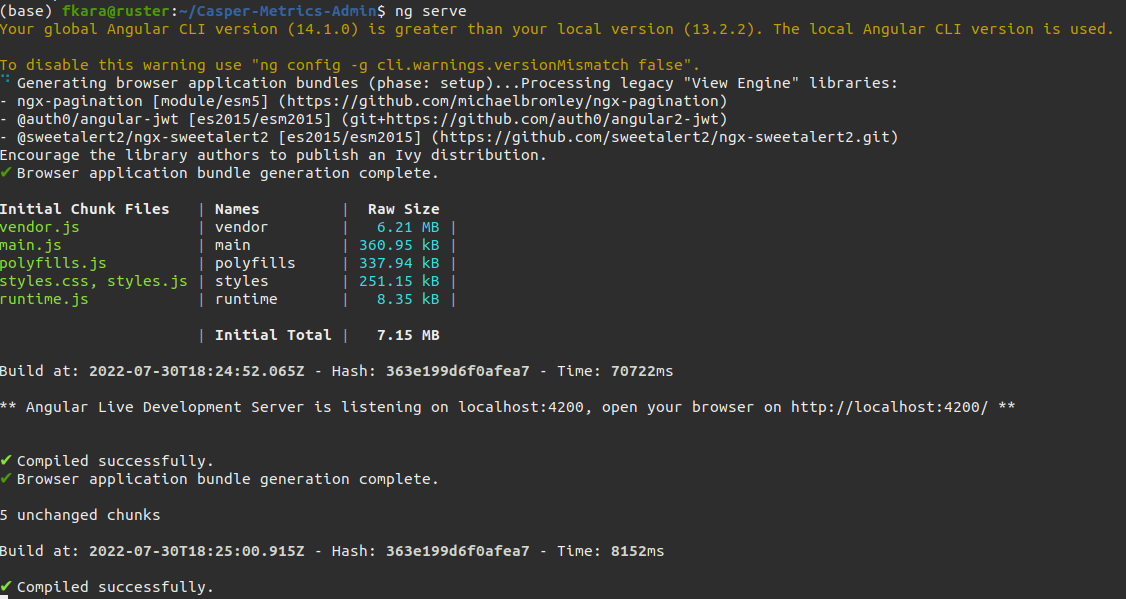 (base) fkara@ruster:~/Casper-Metrics-Admin$ ng serve
Your global Angular CLI version (14.1.0) is greater than your local version (13.2.2). The local Angular CLI version is used.
To disable this warning use "ng config -g cli.warnings.versionMismatch false".
⠙ Generating browser application bundles (phase: setup)...Processing legacy "View Engine" libraries:
- ngx-pagination [module/esm5] (https://github.com/michaelbromley/ngx-pagination)
- @auth0/angular-jwt [es2015/esm2015] (git+https://github.com/auth0/angular2-jwt)
- @sweetalert2/ngx-sweetalert2 [es2015/esm2015] (https://github.com/sweetalert2/ngx-sweetalert2.git)
Encourage the library authors to publish an Ivy distribution.
✔ Browser application bundle generation complete.
Initial Chunk Files | Names | Raw Size
vendor.js | vendor | 6.21 MB |
main.js | main | 360.95 kB |
polyfills.js | polyfills | 337.94 kB |
styles.css, styles.js | styles | 251.15 kB |
runtime.js | runtime | 8.35 kB |
| Initial Total | 7.15 MB
Build at: 2022-07-30T18:24:52.065Z - Hash: 363e199d6f0afea7 - Time: 70722ms
** Angular Live Development Server is listening on localhost:4200, open your browser on http://localhost:4200/ **
✔ Compiled successfully.
✔ Browser application bundle generation complete.
5 unchanged chunks
Build at: 2022-07-30T18:25:00.915Z - Hash: 363e199d6f0afea7 - Time: 8152ms
✔ Compiled successfully.